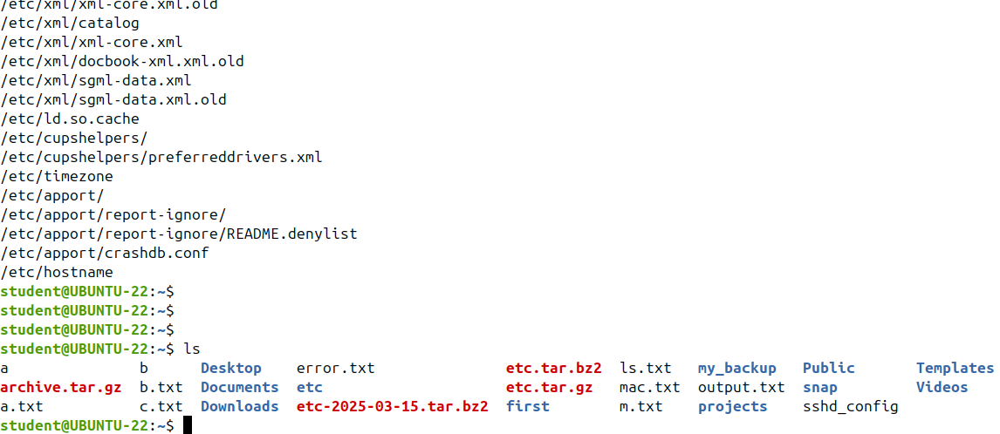 /etc/xml/xml-core.xml.old
/etc/xml/catalog
/etc/xml/xml-core.xml
/etc/xml/docbook-xml.xml.old
/etc/xml/sgml-data.xml
/etc/xml/sgml-data.xml.old
/etc/ld.so.cache
/etc/cupshelpers/
/etc/cupshelpers/preferreddrivers.xml
/etc/timezone
/etc/apport/
/etc/apport/report-ignore/
/etc/apport/report-ignore/README.denylist
/etc/apport/crashdb.conf
/etc/hostname
student@UBUNTU-22:~$
student@UBUNTU-22:~$
student@UBUNTU-22:~$
student@UBUNTU-22:~$ ls
a b Desktop error.txt etc.tar.bz2 ls.txt my_backup Public Templates
archive.tar.gz b.txt Documents etc etc.tar.gz mac.txt output.txt snap Videos
a.txt c.txt Downloads etc-2025-03-15.tar.bz2 first m.txt projects sshd_config
student@UBUNTU-22:~$